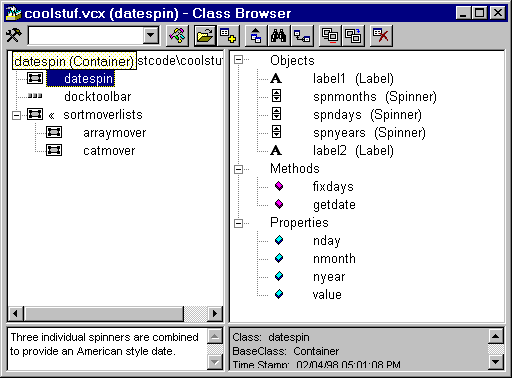 coolstuf.vcx (datespin) - Class Browser
datespin (Container)
stcode\coolstu
datespin
docktoolbar
« sortmoverlists
arraymover
catmover
Objects
A label1 (Label)
spnmonths (Spinner)
spndays (Spinner)
spnyears (Spinner)
A label2 (Label)
Methods
fixdays
getdate
Properties
nday
nmonth
nyear
value
Three individual spinners are combined
to provide an American style date.
Class: datespin
BaseClass: Container
Time Stamp: 02/04/98 05:01:08 PM